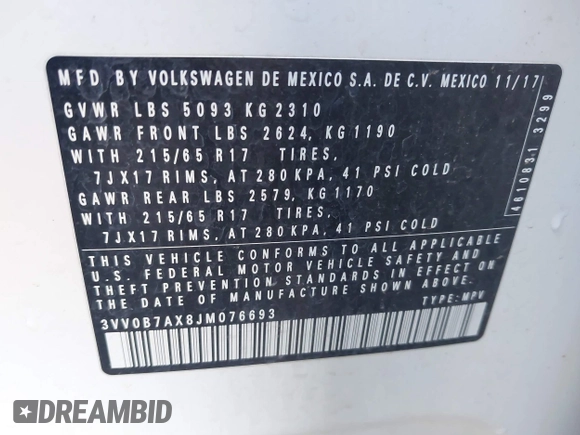 MFD. BY VOLKSWAGEN DE MEXICO S.A. DE C.V. MEXICO 11/17
GVWR LBS 5093 KG 2310
GAWR FRONT LBS 2624, KG 1190
WITH 215/65 R17 TIRES,
7JX17 RIMS, AT 280 KPA, 41 PSI COLD
GAWR REAR LBS 2579, KG 1170
WITH 215/65 R17 TIRES,
7JX17 RIMS, AT 280 KPA, 41 PSI COLD
THIS VEHICLE CONFORMS TO ALL APPLICABLE
U.S. FEDERAL MOTOR VEHICLE SAFETY AND
THEFT PREVENTION STANDARDS IN EFFECT ON
THE DATE OF MANUFACTURE SHOWN ABOVE.
3VV0B7AX8JM076693 TYPE: MPV
4610831 3299
DREAMBID